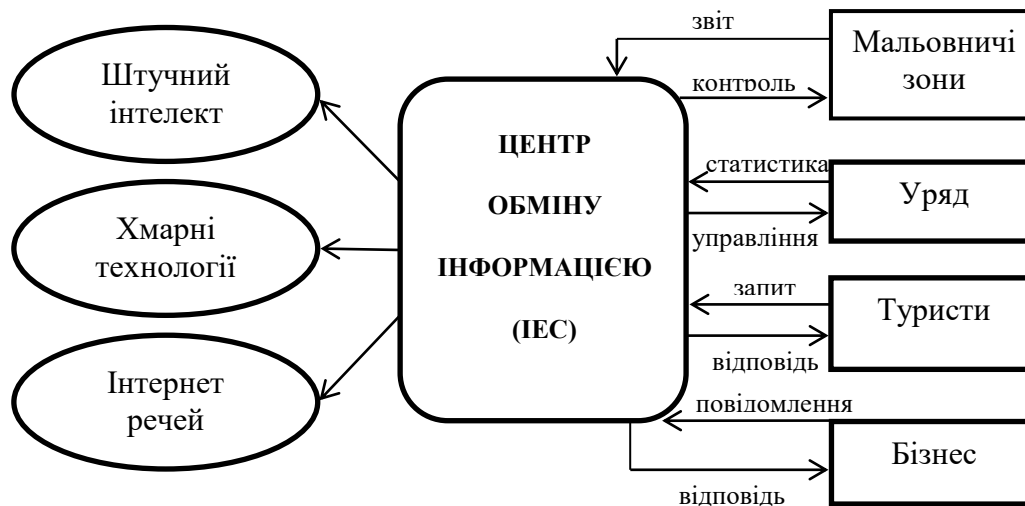 Штучний
інтелект
Хмарні
технології
Інтернет
речей
ЦЕНТР
ОБМІНУ
ІНФОРМАЦІЄЮ
(ІЕС)
звіт
контроль
статистика
управління
запит
відповідь
повідомлення
відповідь
Мальовничі
зони
Уряд
Туристи
Бізнес